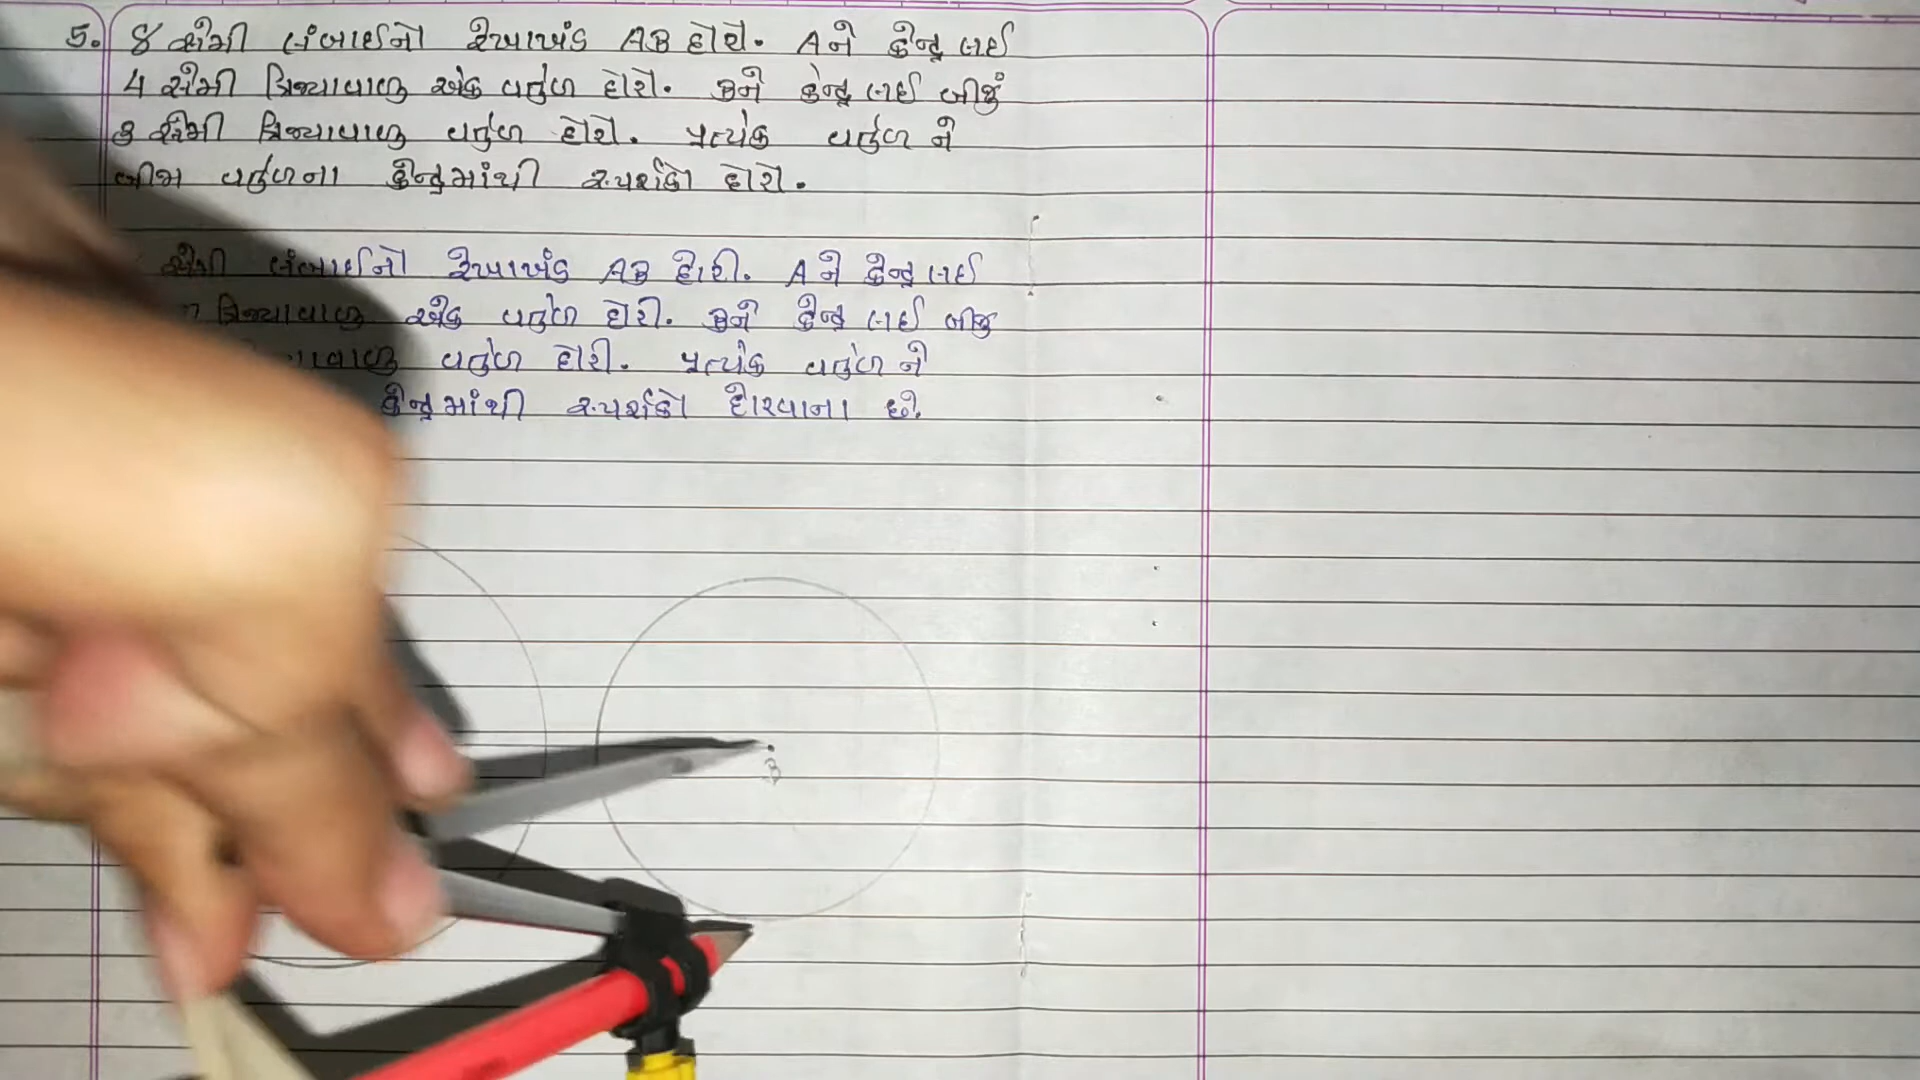 5. 8 સેમી લંબાઈનો રેખાખંડ AB દોરો. A ને કેન્દ્ર લઈ
4 સેમી ત્રિજ્યાવાળુ એક વર્તુળ દોરો. B ને કેન્દ્ર લઈ બીજું
3 સેમી ત્રિજ્યાવાળુ વર્તુળ દોરો. પ્રત્યેક વર્તુળ ને
બીજા વર્તુળના કેન્દ્રમાંથી સ્પર્શકો દોરો.
સેમી લંબાઈનો રેખાખંડ AB દોરી. A ને કેન્દ્ર લઈ
ત્રિજ્યાવાળુ એક વર્તુળ દોરી. B ને કેન્દ્ર લઈ બીજુ
વર્તુળ દોરી. પ્રત્યેક વર્તુળ ને
કેન્દ્રમાંથી સ્પર્શકો દોરવાના છે.
B